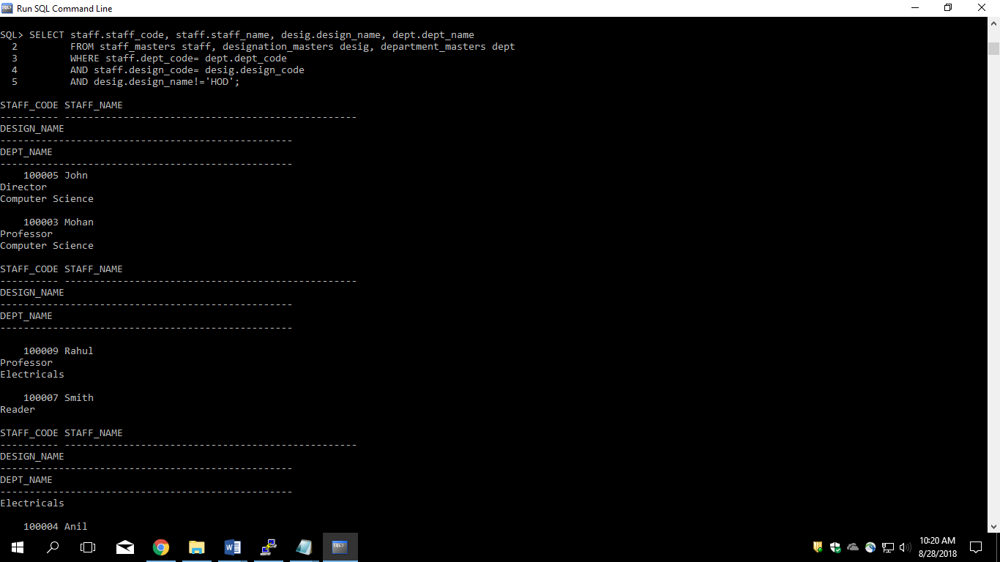 Run SQL Command Line
SQL> SELECT staff.staff_code, staff.staff_name, desig.design_name, dept.dept_name
  2         FROM staff_masters staff, designation_masters desig, department_masters dept
  3         WHERE staff.dept_code= dept.dept_code
  4         AND staff.design_code= desig.design_code
  5         AND desig.design_name!='HOD';
STAFF_CODE STAFF_NAME
---------- --------------------------------------------------
DESIGN_NAME
--------------------------------------------------
DEPT_NAME
--------------------------------------------------
    100005 John
Director
Computer Science
    100003 Mohan
Professor
Computer Science
STAFF_CODE STAFF_NAME
---------- --------------------------------------------------
DESIGN_NAME
--------------------------------------------------
DEPT_NAME
--------------------------------------------------
    100009 Rahul
Professor
Electricals
    100007 Smith
Reader
STAFF_CODE STAFF_NAME
---------- --------------------------------------------------
DESIGN_NAME
--------------------------------------------------
DEPT_NAME
--------------------------------------------------
Electricals
    100004 Anil
10:20 AM
8/28/2018